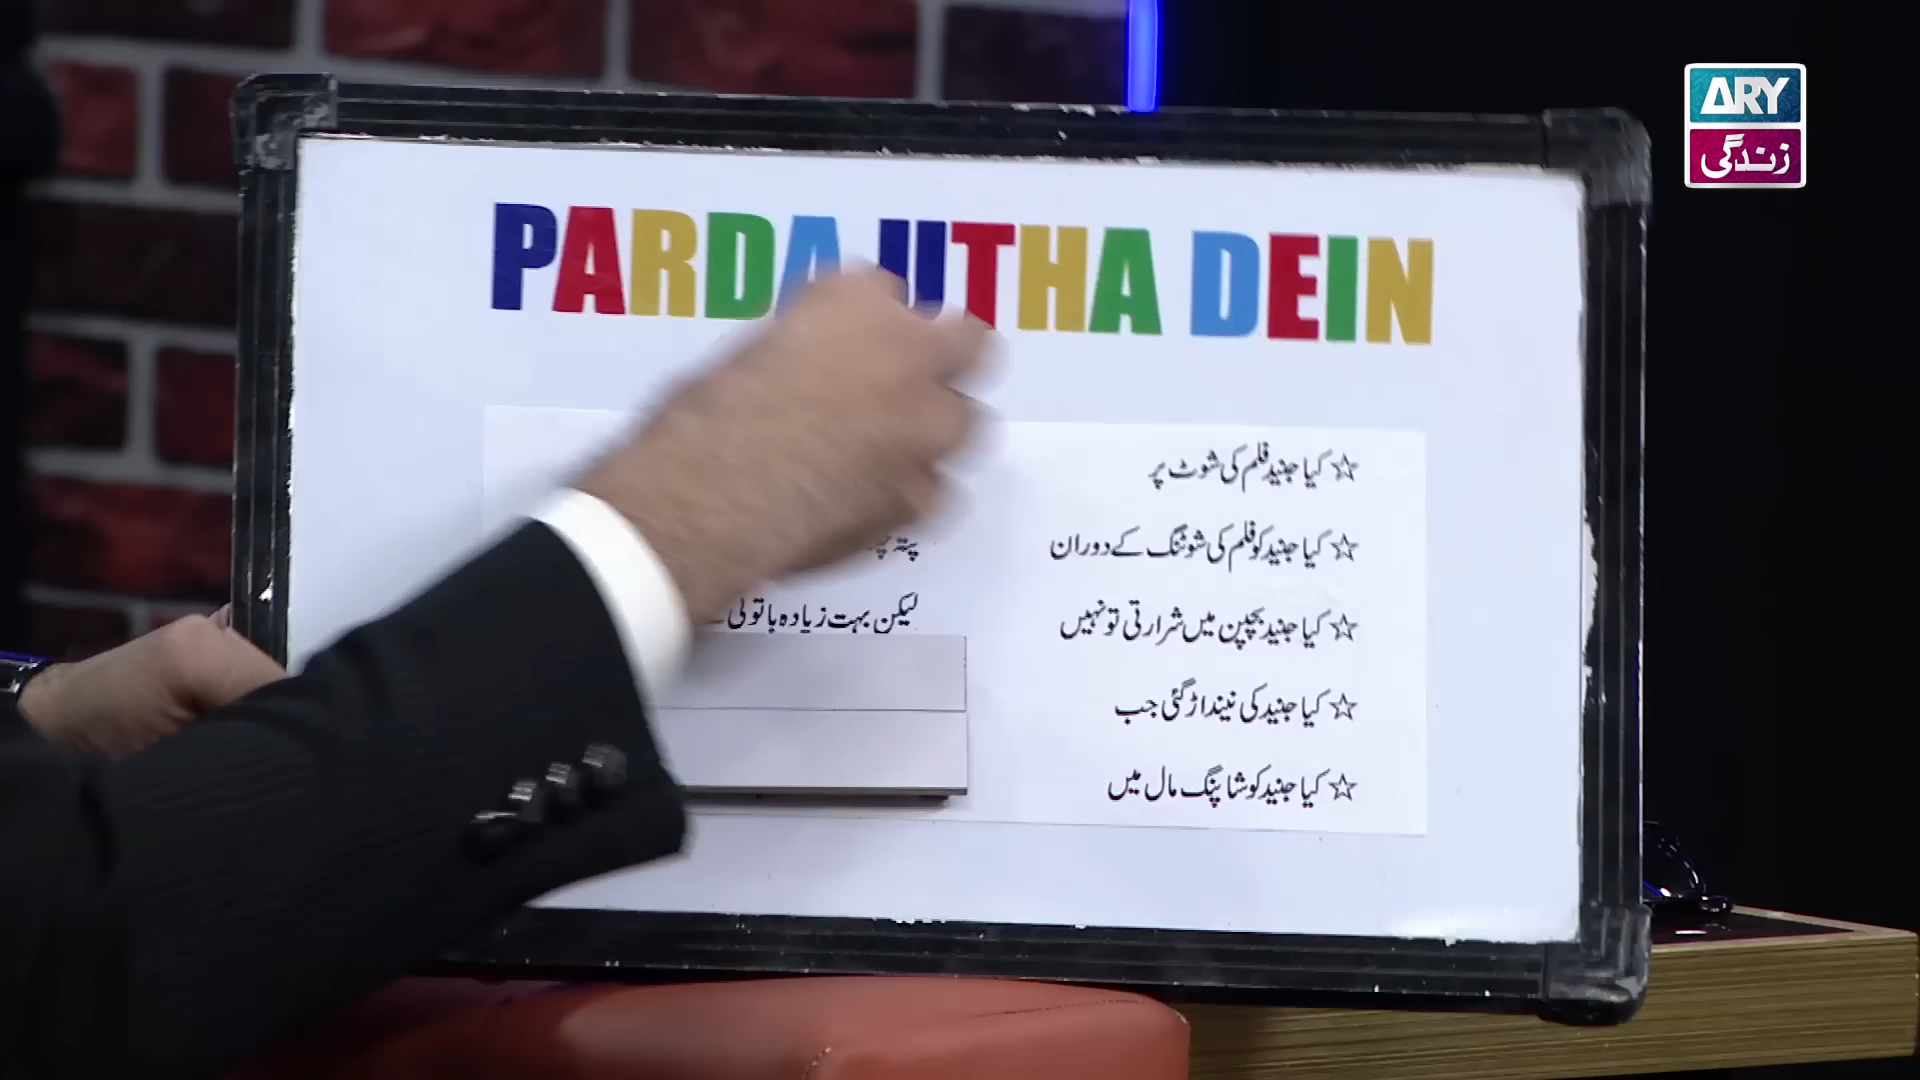 ARY
زندگی
PARDA UTHA DEIN
☆ کیا جنید فلم کی شوٹ پر
☆ کیا جنید کو فلم کی شوٹنگ کے دوران
پتہ
☆ کیا جنید بچپن میں شرارتی تو نہیں
لیکن بہت زیادہ باتونی
☆ کیا جنید کی نیند اڑ گئی جب
☆ کیا جنید کو شاپنگ مال میں